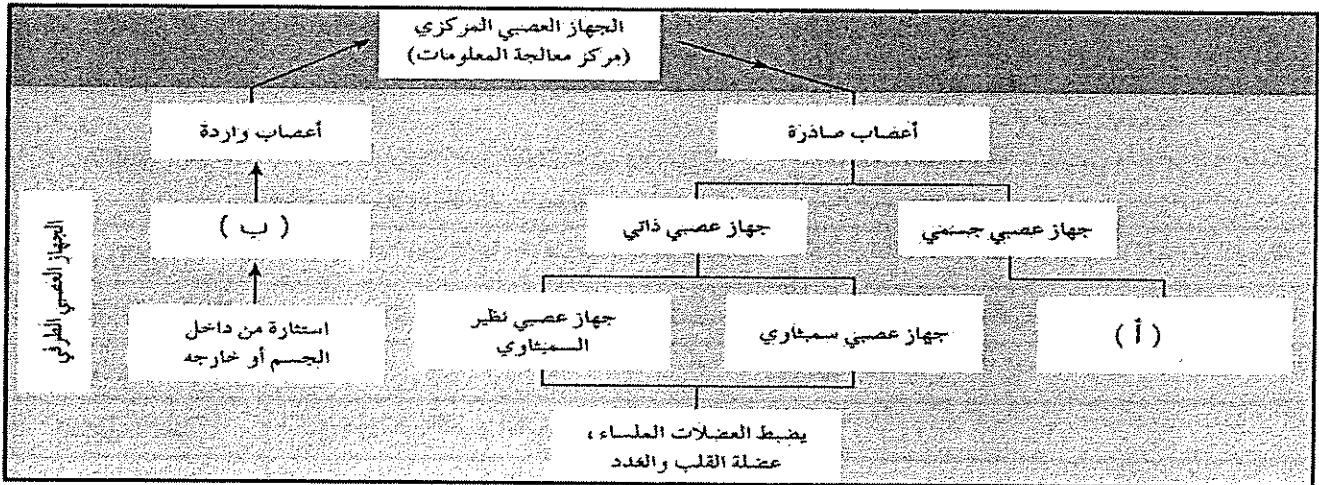 الجهاز العصبي المركزي
(مركز معالجة المعلومات)
أعصاب صادرة
أعصاب واردة
جهاز عصبي جسمي
جهاز عصبي ذاتي
( ب )
( أ )
جهاز عصبي سمبثاوي
جهاز عصبي نظير
السمبثاوي
استثارة من داخل
الجسم أو خارجه
يضبط العضلات الملساء ،
عضلة القلب والغدد
الجهاز العصبي الطرفي